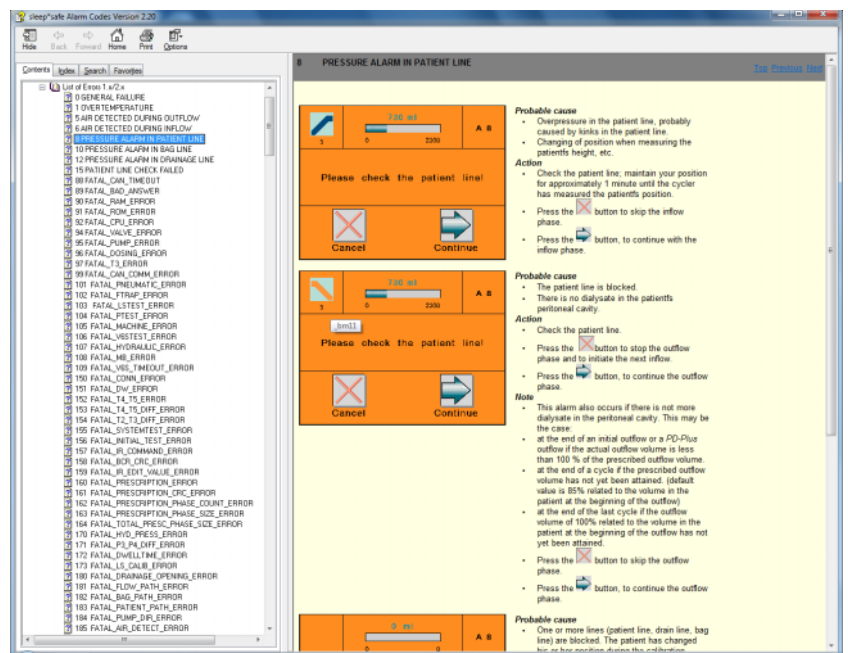 sleep°safe Alarm Codes Version 2.20
Hide Back Forward Home Print Options
Contents Index Search Favorites
List of Errors 1.x/2.x
0 GENERAL FAILURE
1 OVERTEMPERATURE
5 AIR DETECTED DURING OUTFLOW
6 AIR DETECTED DURING INFLOW
8 PRESSURE ALARM IN PATIENT LINE
10 PRESSURE ALARM IN BAG LINE
12 PRESSURE ALARM IN DRAINAGE LINE
15 PATIENT LINE CHECK FAILED
88 FATAL_CAN_TIMEOUT
89 FATAL_BAD_ANSWER
90 FATAL_RAM_ERROR
91 FATAL_ROM_ERROR
92 FATAL_CPU_ERROR
94 FATAL_VALVE_ERROR
95 FATAL_PUMP_ERROR
96 FATAL_DOSING_ERROR
97 FATAL_T3_ERROR
99 FATAL_CAN_COMM_ERROR
101 FATAL_PNEUMATIC_ERROR
102 FATAL_FTRAP_ERROR
103 FATAL_LSTEST_ERROR
104 FATAL_PTEST_ERROR
105 FATAL_MACHINE_ERROR
106 FATAL_V6STEST_ERROR
107 FATAL_HYDRAULIC_ERROR
108 FATAL_MB_ERROR
109 FATAL_V6S_TIMEOUT_ERROR
150 FATAL_CONN_ERROR
151 FATAL_DW_ERROR
152 FATAL_T4_T5_ERROR
153 FATAL_T4_T5_DIFF_ERROR
154 FATAL_T2_T3_DIFF_ERROR
155 FATAL_SYSTEMTEST_ERROR
156 FATAL_INITIAL_TEST_ERROR
157 FATAL_IR_COMMAND_ERROR
158 FATAL_BCR_CRC_ERROR
159 FATAL_IR_EDIT_VALUE_ERROR
160 FATAL_PRESCRIPTION_ERROR
161 FATAL_PRESCRIPTION_CRC_ERROR
162 FATAL_PRESCRIPTION_PHASE_COUNT_ERROR
163 FATAL_PRESCRIPTION_PHASE_SIZE_ERROR
164 FATAL_TOTAL_PRESC_PHASE_SIZE_ERROR
170 FATAL_HYD_PRESS_ERROR
171 FATAL_P3_P4_DIFF_ERROR
172 FATAL_DWELLTIME_ERROR
173 FATAL_LS_CALIB_ERROR
180 FATAL_DRAINAGE_OPENING_ERROR
181 FATAL_FLOW_PATH_ERROR
182 FATAL_BAG_PATH_ERROR
183 FATAL_PATIENT_PATH_ERROR
184 FATAL_PUMP_DIR_ERROR
185 FATAL_AIR_DETECT_ERROR
8 PRESSURE ALARM IN PATIENT LINE
Top Previous Next
730 ml
A 8
3 0 2200
Please check the patient line!
Cancel Continue
Probable cause
• Overpressure in the patient line, probably
caused by kinks in the patient line.
• Changing of position when measuring the
patientfs height, etc.
Action
• Check the patient line; maintain your position
for approximately 1 minute until the cycler
has measured the patientfs position.
• Press the button to skip the inflow
phase.
• Press the button, to continue with the
inflow phase.
730 ml
A 8
3 0 2200
_bm11
Please check the patient line!
Cancel Continue
Probable cause
• The patient line is blocked.
• There is no dialysate in the patientfs
peritoneal cavity.
Action
• Check the patient line.
• Press the button to stop the outflow
phase and to initiate the next inflow.
• Press the button, to continue the outflow
phase.
Note
• This alarm also occurs if there is not more
dialysate in the peritoneal cavity. This may be
the case:
• at the end of an initial outflow or a PD-Plus
outflow if the actual outflow volume is less
than 100 % of the prescribed outflow volume.
• at the end of a cycle if the prescribed outflow
volume has not yet been attained. (default
value is 85% related to the volume in the
patient at the beginning of the outflow)
• at the end of the last cycle if the outflow
volume of 100% related to the volume in the
patient at the beginning of the outflow has not
yet been attained.
• Press the button to skip the outflow
phase.
• Press the button, to continue the outflow
phase.
0 ml
A 8
0 0
Probable cause
• One or more lines (patient line, drain line, bag
line) are blocked. The patient has changed
his or her position during the calibration